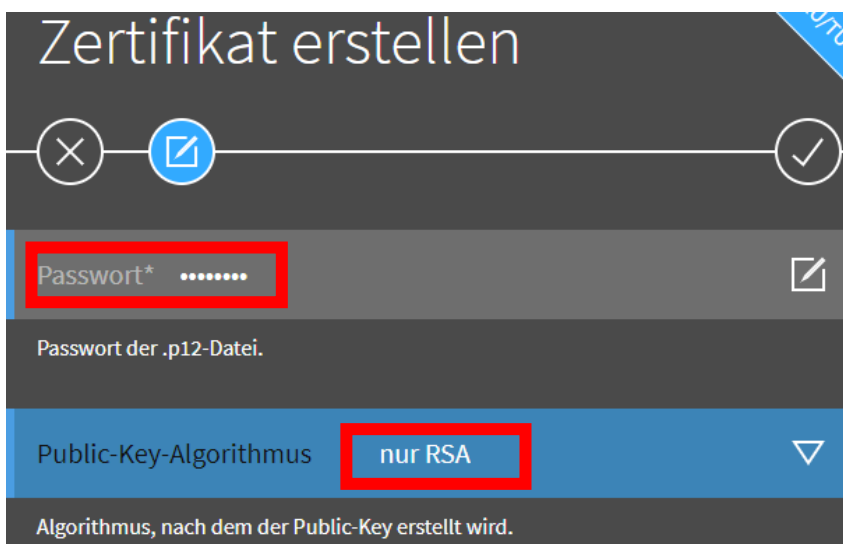 Zertifikat erstellen
Passwort* ••••••••
Passwort der .p12-Datei.
Public-Key-Algorithmus nur RSA
Algorithmus, nach dem der Public-Key erstellt wird.